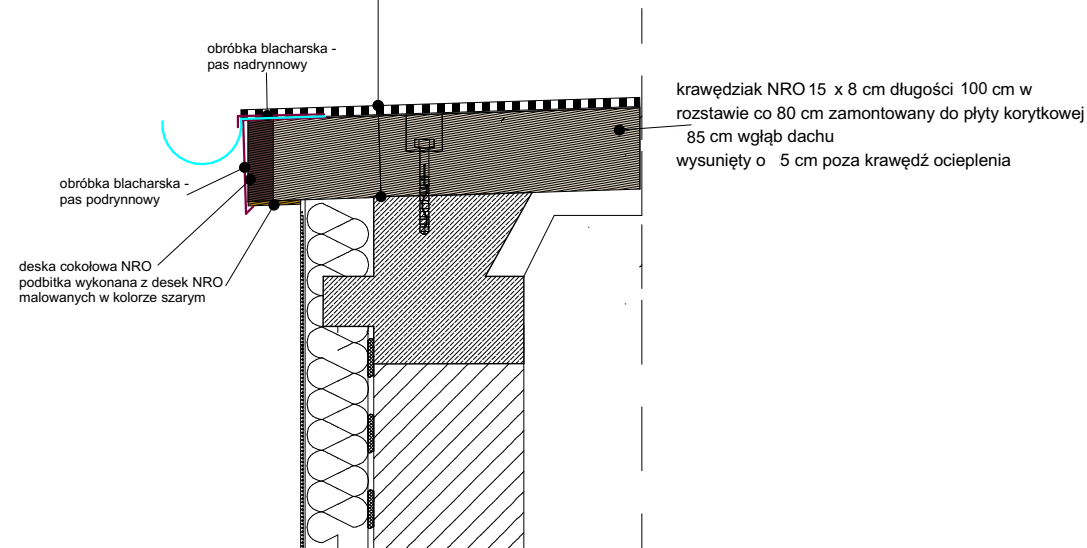 obróbka blacharska -
pas nadrynnowy
krawędziak NRO 15 x 8 cm długości 100 cm w
rozstawie co 80 cm zamontowany do płyty korytkowej
85 cm wgłąb dachu
wysunięty o 5 cm poza krawędź ocieplenia
obróbka blacharska -
pas podrynnowy
deska cokołowa NRO
podbitka wykonana z desek NRO
malowanych w kolorze szarym